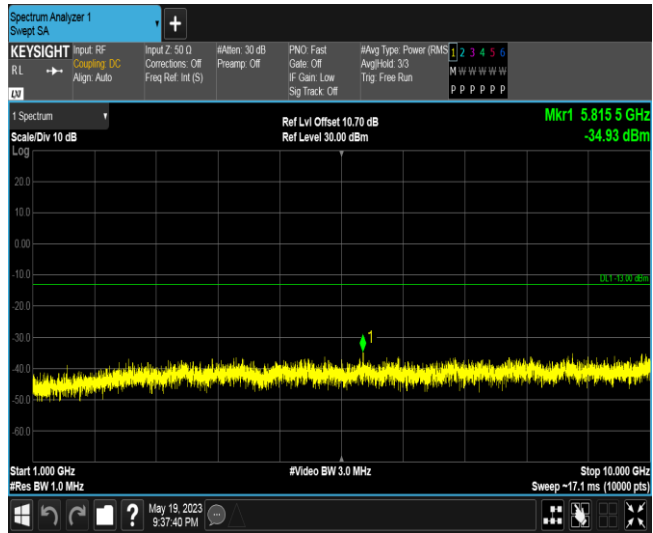 Spectrum Analyzer 1
Swept SA
+
KEYSIGHT
RL
LXI
Input: RF
Coupling: DC
Align: Auto
Input Z: 50 Ω
Corrections: Off
Freq Ref: Int (S)
#Atten: 30 dB
Preamp: Off
PNO: Fast
Gate: Off
IF Gain: Low
Sig Track: Off
#Avg Type: Power (RMS
Avg|Hold: 3/3
Trig: Free Run
1 2 3 4 5 6
M W W W W W
P P P P P P
1 Spectrum
Scale/Div 10 dB
Log
Ref Lvl Offset 10.70 dB
Ref Level 30.00 dBm
Mkr1 5.815 5 GHz
-34.93 dBm
20.0
10.0
0.00
-10.0
DL1 -13.00 dBm
-20.0
-30.0
1
-40.0
-50.0
-60.0
Start 1.000 GHz
#Res BW 1.0 MHz
#Video BW 3.0 MHz
Stop 10.000 GHz
Sweep ~17.1 ms (10000 pts)
?
May 19, 2023
9:37:40 PM